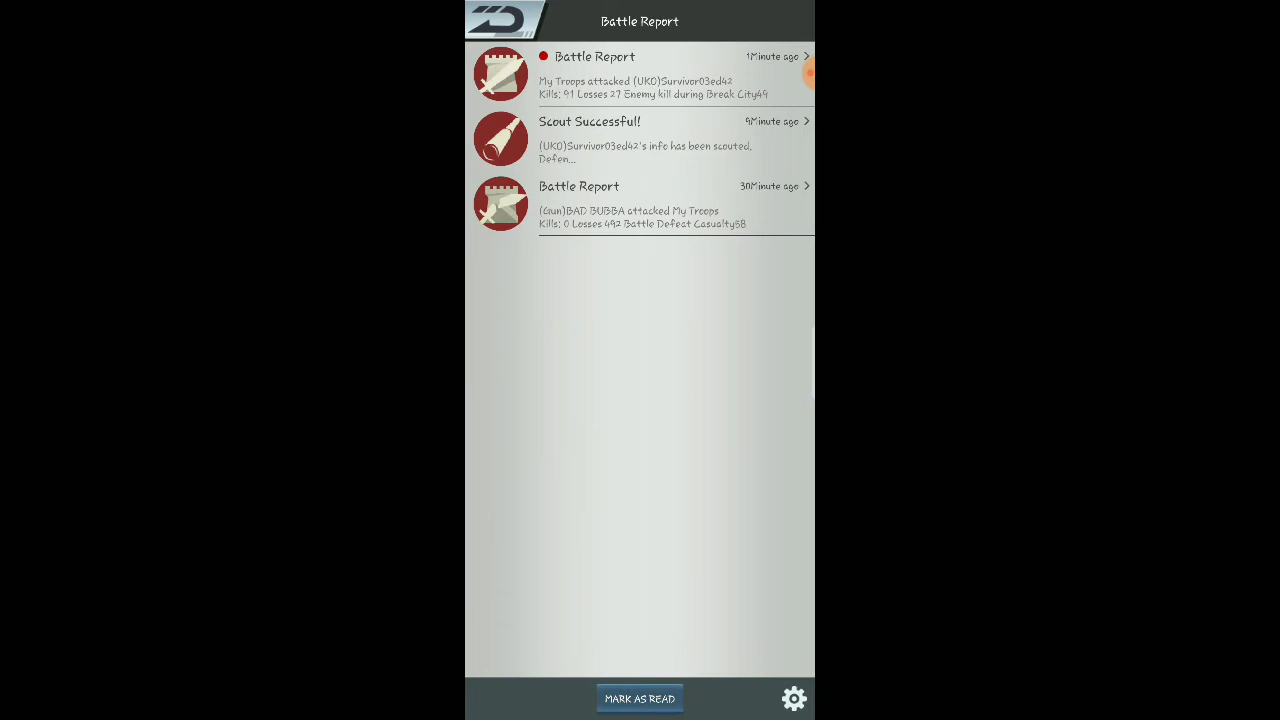 Battle Report
Battle Report 1Minute ago
My Troops attacked (UKO)Survivor03ed42
Kills: 91 Losses 27 Enemy kill during Break City49
Scout Successful! 9Minute ago
(UKO)Survivor03ed42's info has been scouted,
Defen...
Battle Report 30Minute ago
(Gun)BAD BUBBA attacked My Troops
Kills: 0 Losses 492 Battle Defeat Casualty58
MARK AS READ